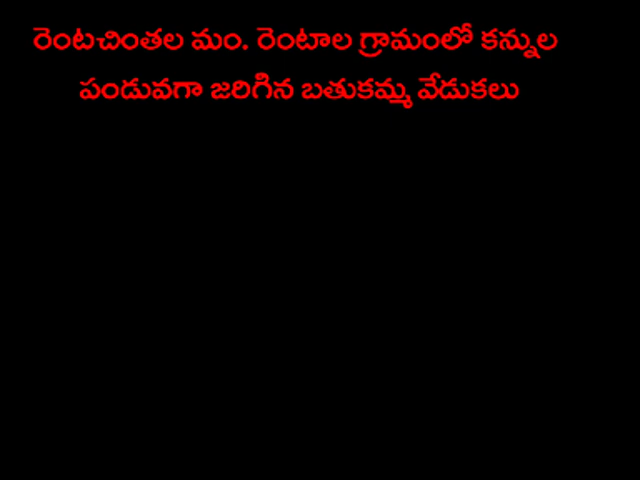 రెంటచింతల మం. రెంటాల గ్రామంలో కన్నుల
పండువగా జరిగిన బతుకమ్మ వేడుకలు